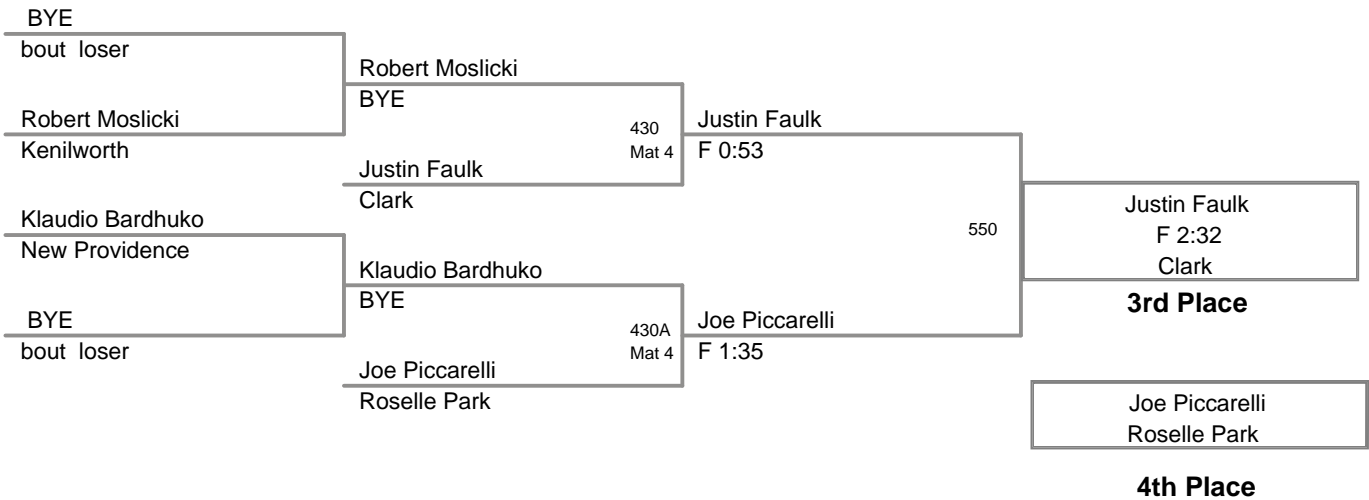 BYE
bout loser
Robert Moslicki
Kenilworth
Klaudio Bardhuko
New Providence
BYE
bout loser
Robert Moslicki
BYE
430
Mat 4
Justin Faulk
Clark
Klaudio Bardhuko
BYE
430A
Mat 4
Joe Piccarelli
Roselle Park
Justin Faulk
F 0:53
550
Joe Piccarelli
F 1:35
Justin Faulk
F 2:32
Clark
3rd Place
Joe Piccarelli
Roselle Park
4th Place